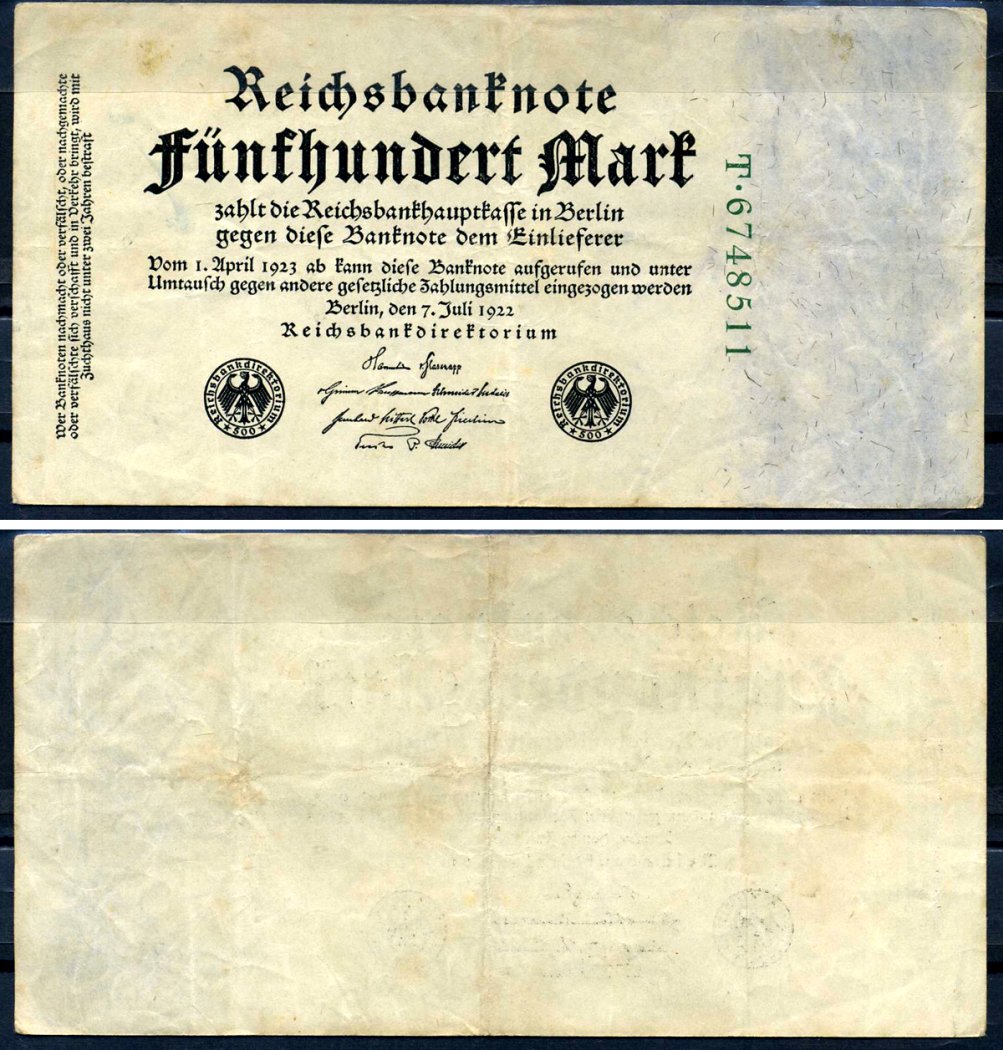 Reichsbanknote
Fünfhundert Mark
zahlt die Reichsbankhauptkasse in Berlin
gegen diese Banknote dem Einlieferer
Vom 1. April 1923 ab kann diese Banknote aufgerufen und unter
Umtausch gegen andere gesetzliche Zahlungsmittel eingezogen werden
Berlin, den 7. Juli 1922
Reichsbankdirektorium
Reichsbankdirektorium
500
Reichsbankdirektorium
500
Wer Banknoten nachmacht oder verfälscht, oder nachgemachte
oder verfälschte sich verschafft und in Verkehr bringt, wird mit
Zuchthaus nicht unter zwei Jahren bestraft
T·6748511